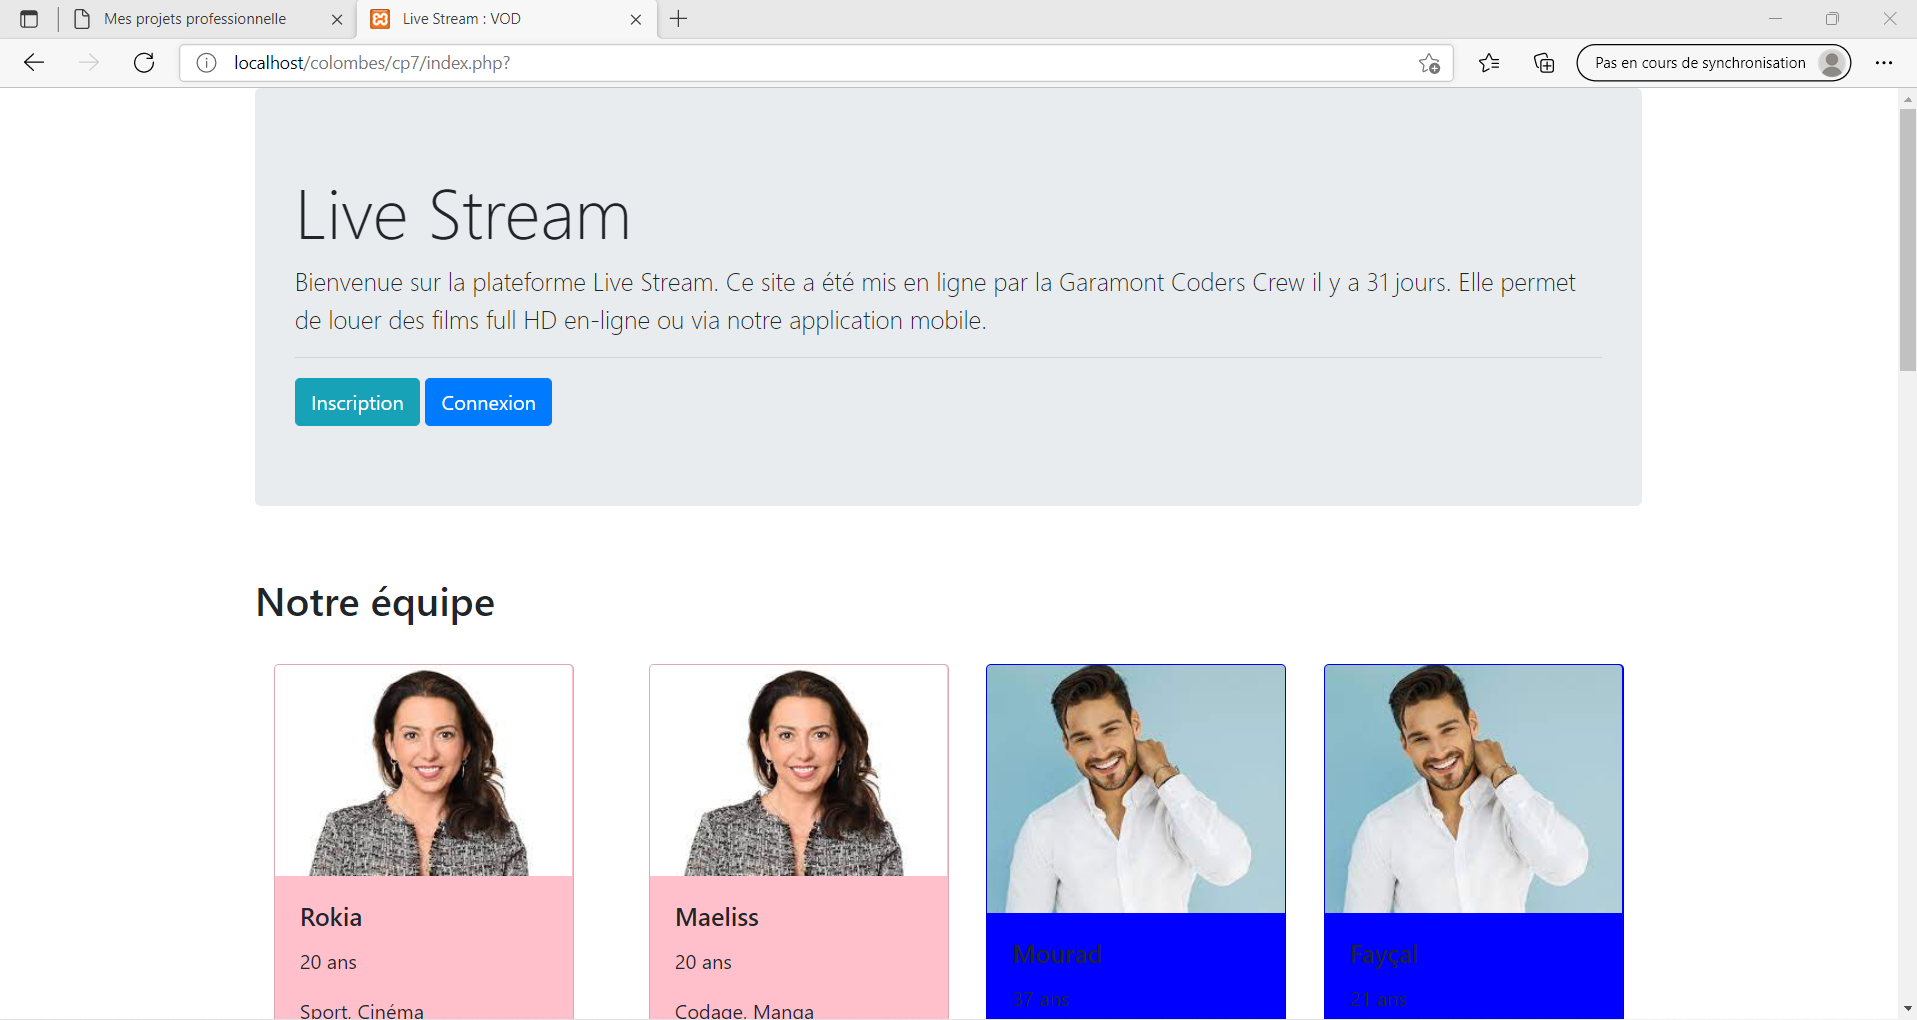 Mes projets professionnelle
Live Stream : VOD
localhost/colombes/cp7/index.php?
Pas en cours de synchronisation
Live Stream
Bienvenue sur la plateforme Live Stream. Ce site a été mis en ligne par la Garamont Coders Crew il y a 31 jours. Elle permet
de louer des films full HD en-ligne ou via notre application mobile.
Inscription Connexion
Notre équipe
Rokia
20 ans
Sport, Cinéma
Maeliss
20 ans
Codage, Manga
Mourad
37 ans
Fayçal
21 ans